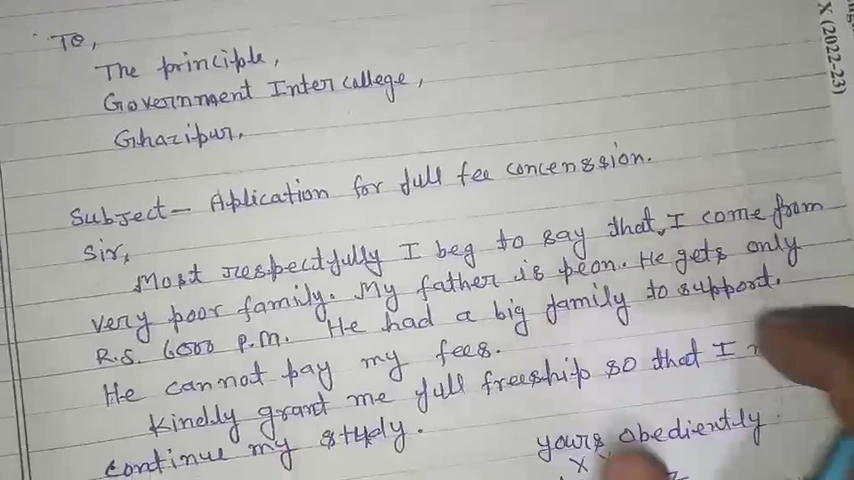 To,
The principle,
Government Inter college,
Ghazipur,
Subject- Aplication for full fee concenssion.
Sir,
Most respectfully I beg to say that, I come from
very poor family. My father is peon. He gets only
R.S. 6500 P.M. He had a big family to support.
He cannot pay my fees.
Kindly grant me full freeship so that I
continue my study.
yours obediently
X
X (2022-23)